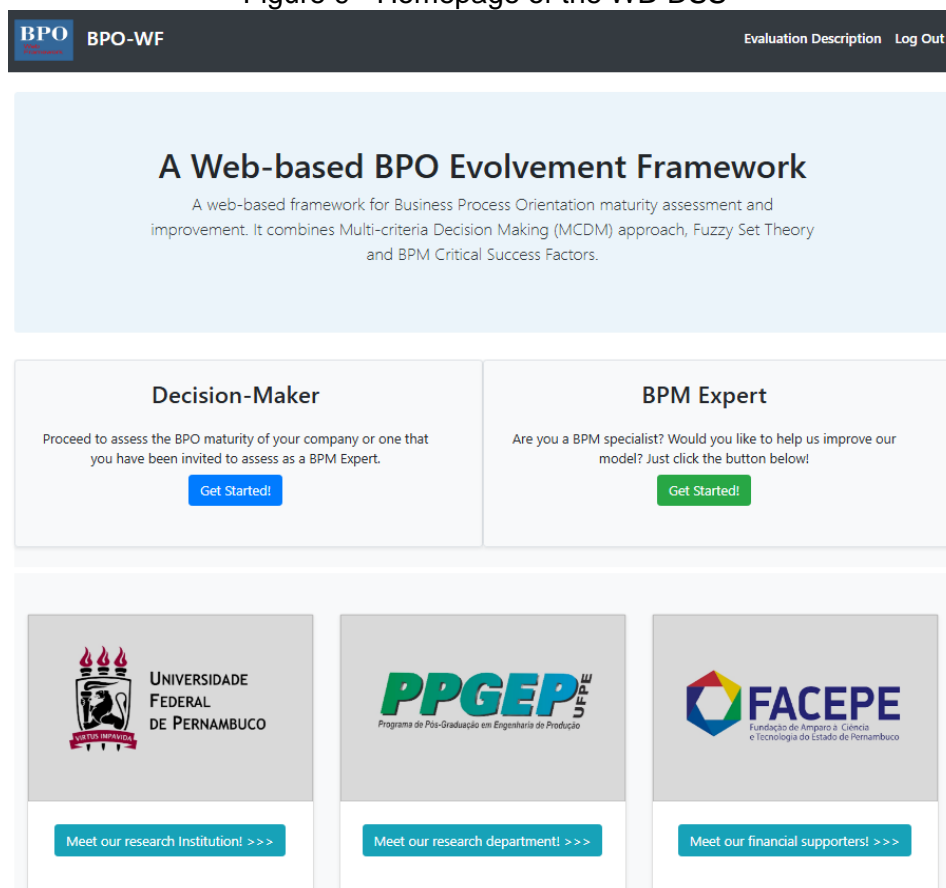 BPO BPO-WF
Evaluation Description Log Out
A Web-based BPO Evolvement Framework
A web-based framework for Business Process Orientation maturity assessment and
improvement. It combines Multi-criteria Decision Making (MCDM) approach, Fuzzy Set Theory
and BPM Critical Success Factors.
Decision-Maker
Proceed to assess the BPO maturity of your company or one that
you have been invited to assess as a BPM Expert.
Get Started!
BPM Expert
Are you a BPM specialist? Would you like to help us improve our
model? Just click the button below!
Get Started!
VIRTUS IMPAVIDA
UNIVERSIDADE
FEDERAL
DE PERNAMBUCO
Meet our research Institution! >>>
PPGEP
UFPE
Programa de Pós-Graduação em Engenharia de Produção
Meet our research department! >>>
FACEPE
Fundação de Amparo a Ciência
e Tecnologia do Estado de Pernambuco
Meet our financial supporters! >>>